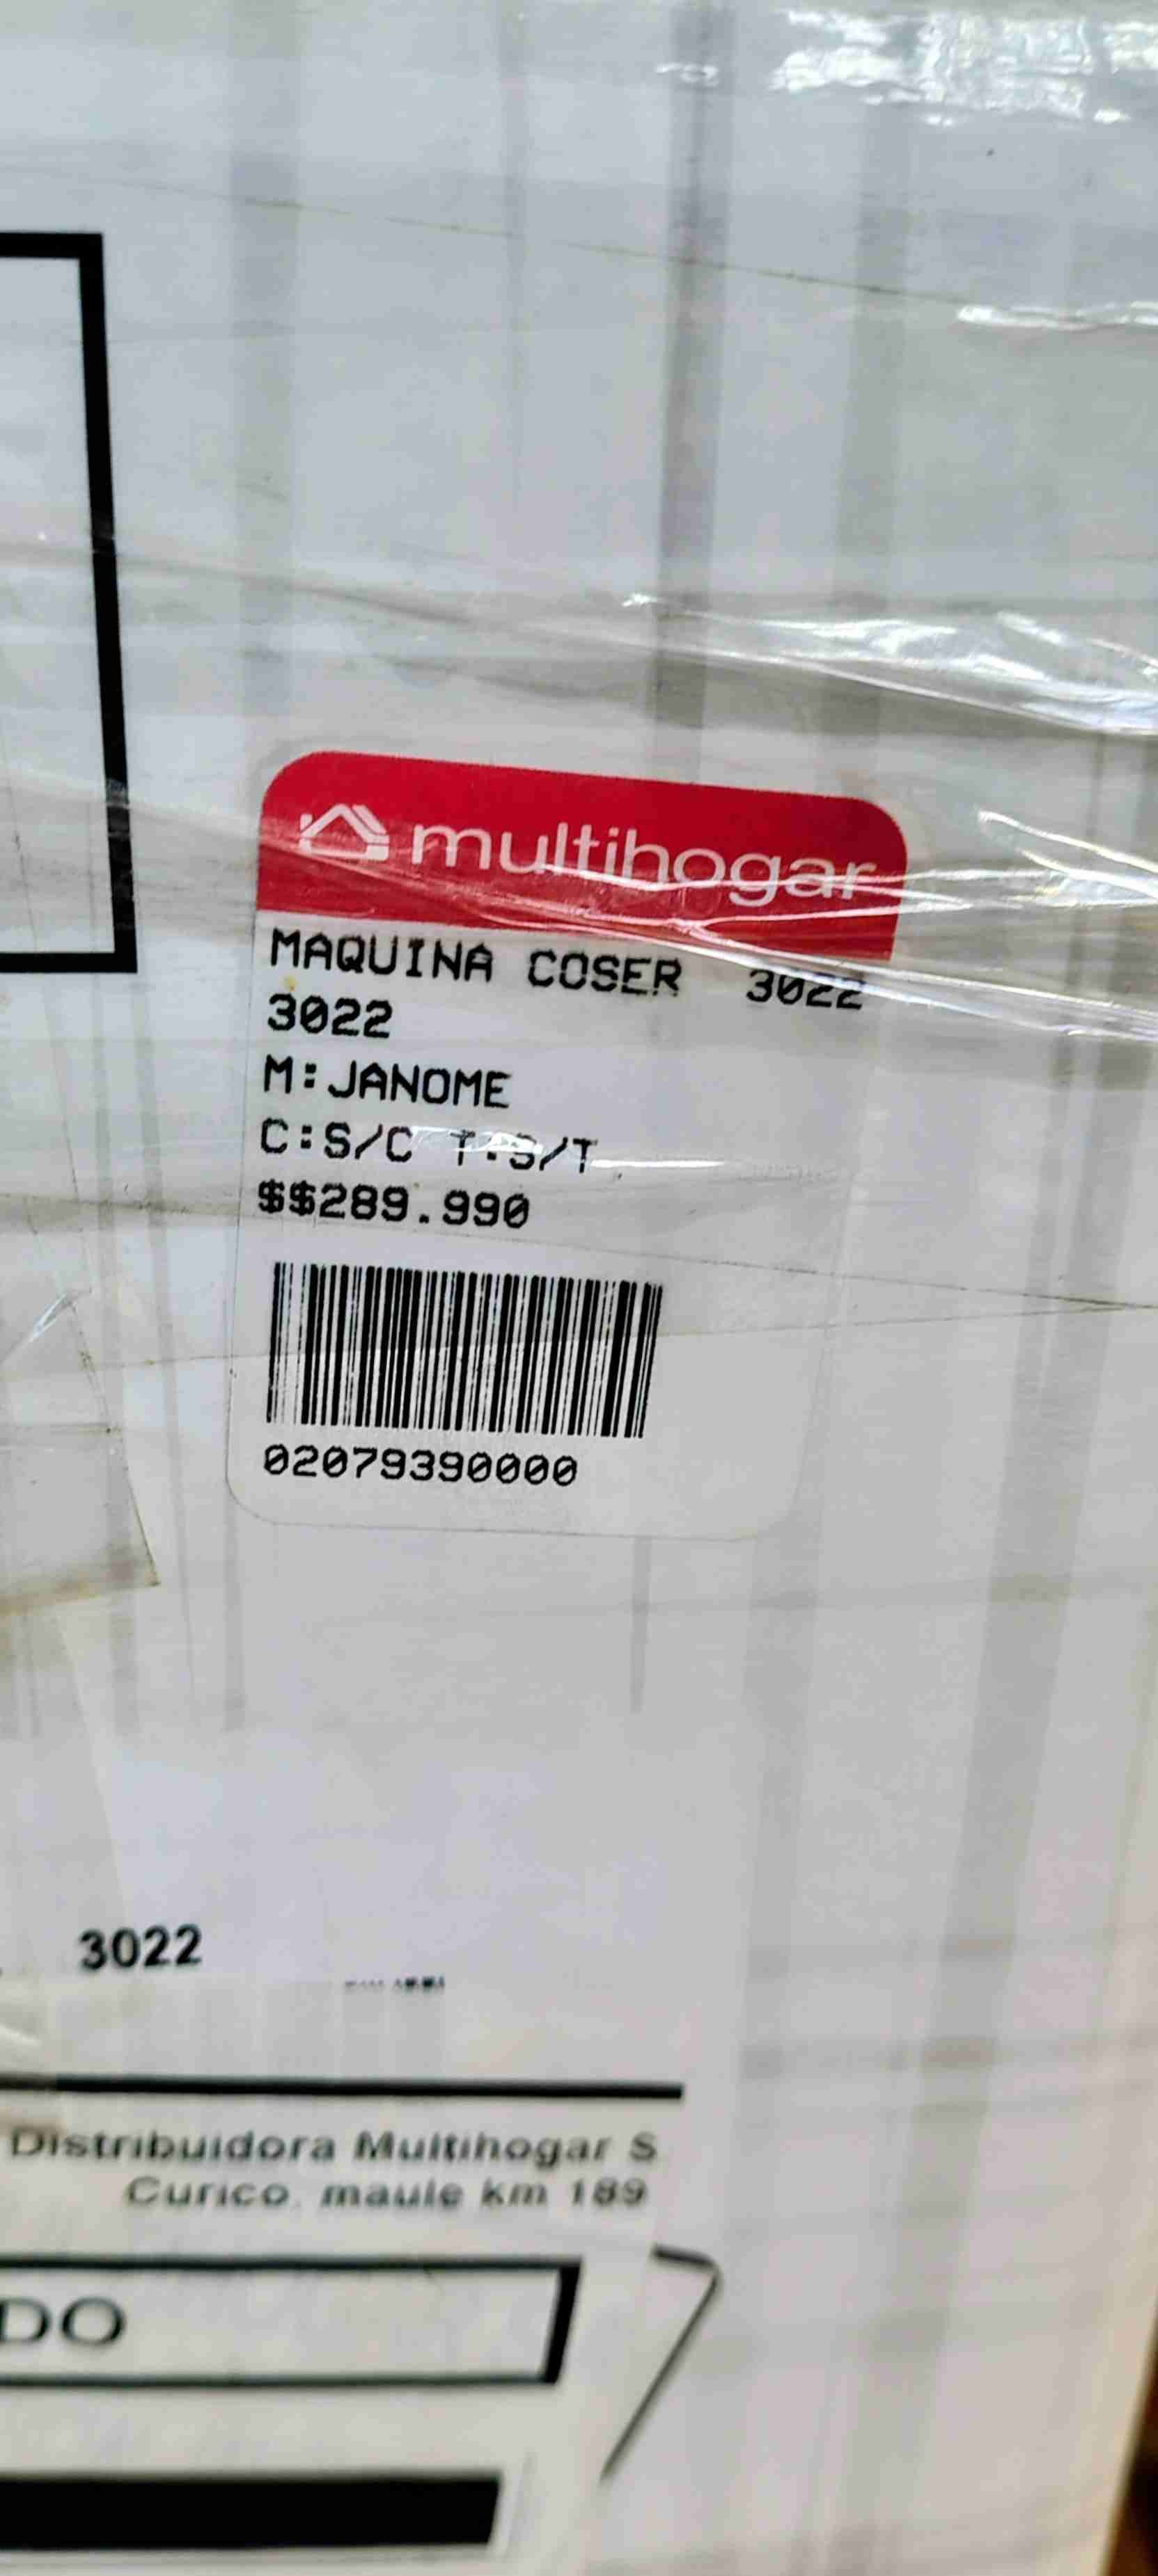 multihogar
MAQUINA COSER 3022
3022
M:JANOME
C:S/C T:S/T
$$289.990
02079390000
3022
Distribuidora Multihogar S
Curico, maule km 189
DO